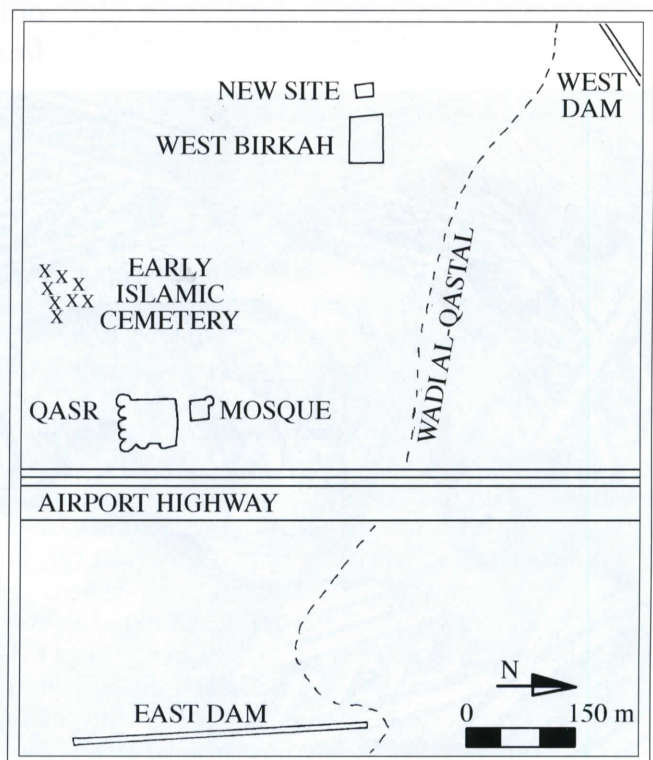 NEW SITE
WEST
DAM
WEST BIRKAH
EARLY
ISLAMIC
CEMETERY
WADI AL-QASTAL
QASR
MOSQUE
AIRPORT HIGHWAY
N
EAST DAM
0 150 m